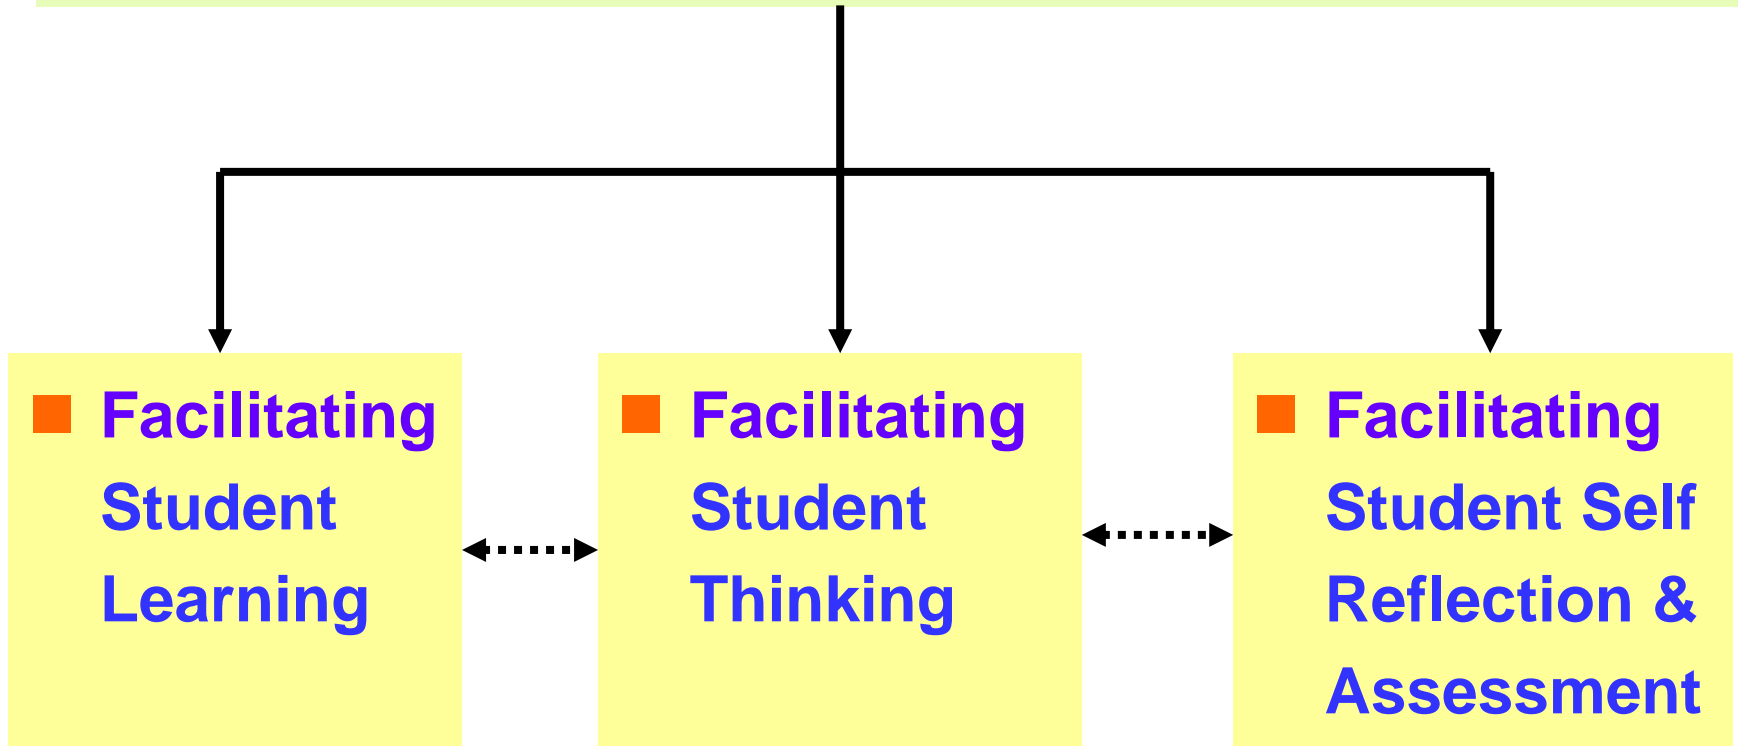 Facilitating
Student
Learning
Facilitating
Student
Thinking
Facilitating
Student Self
Reflection &
Assessment